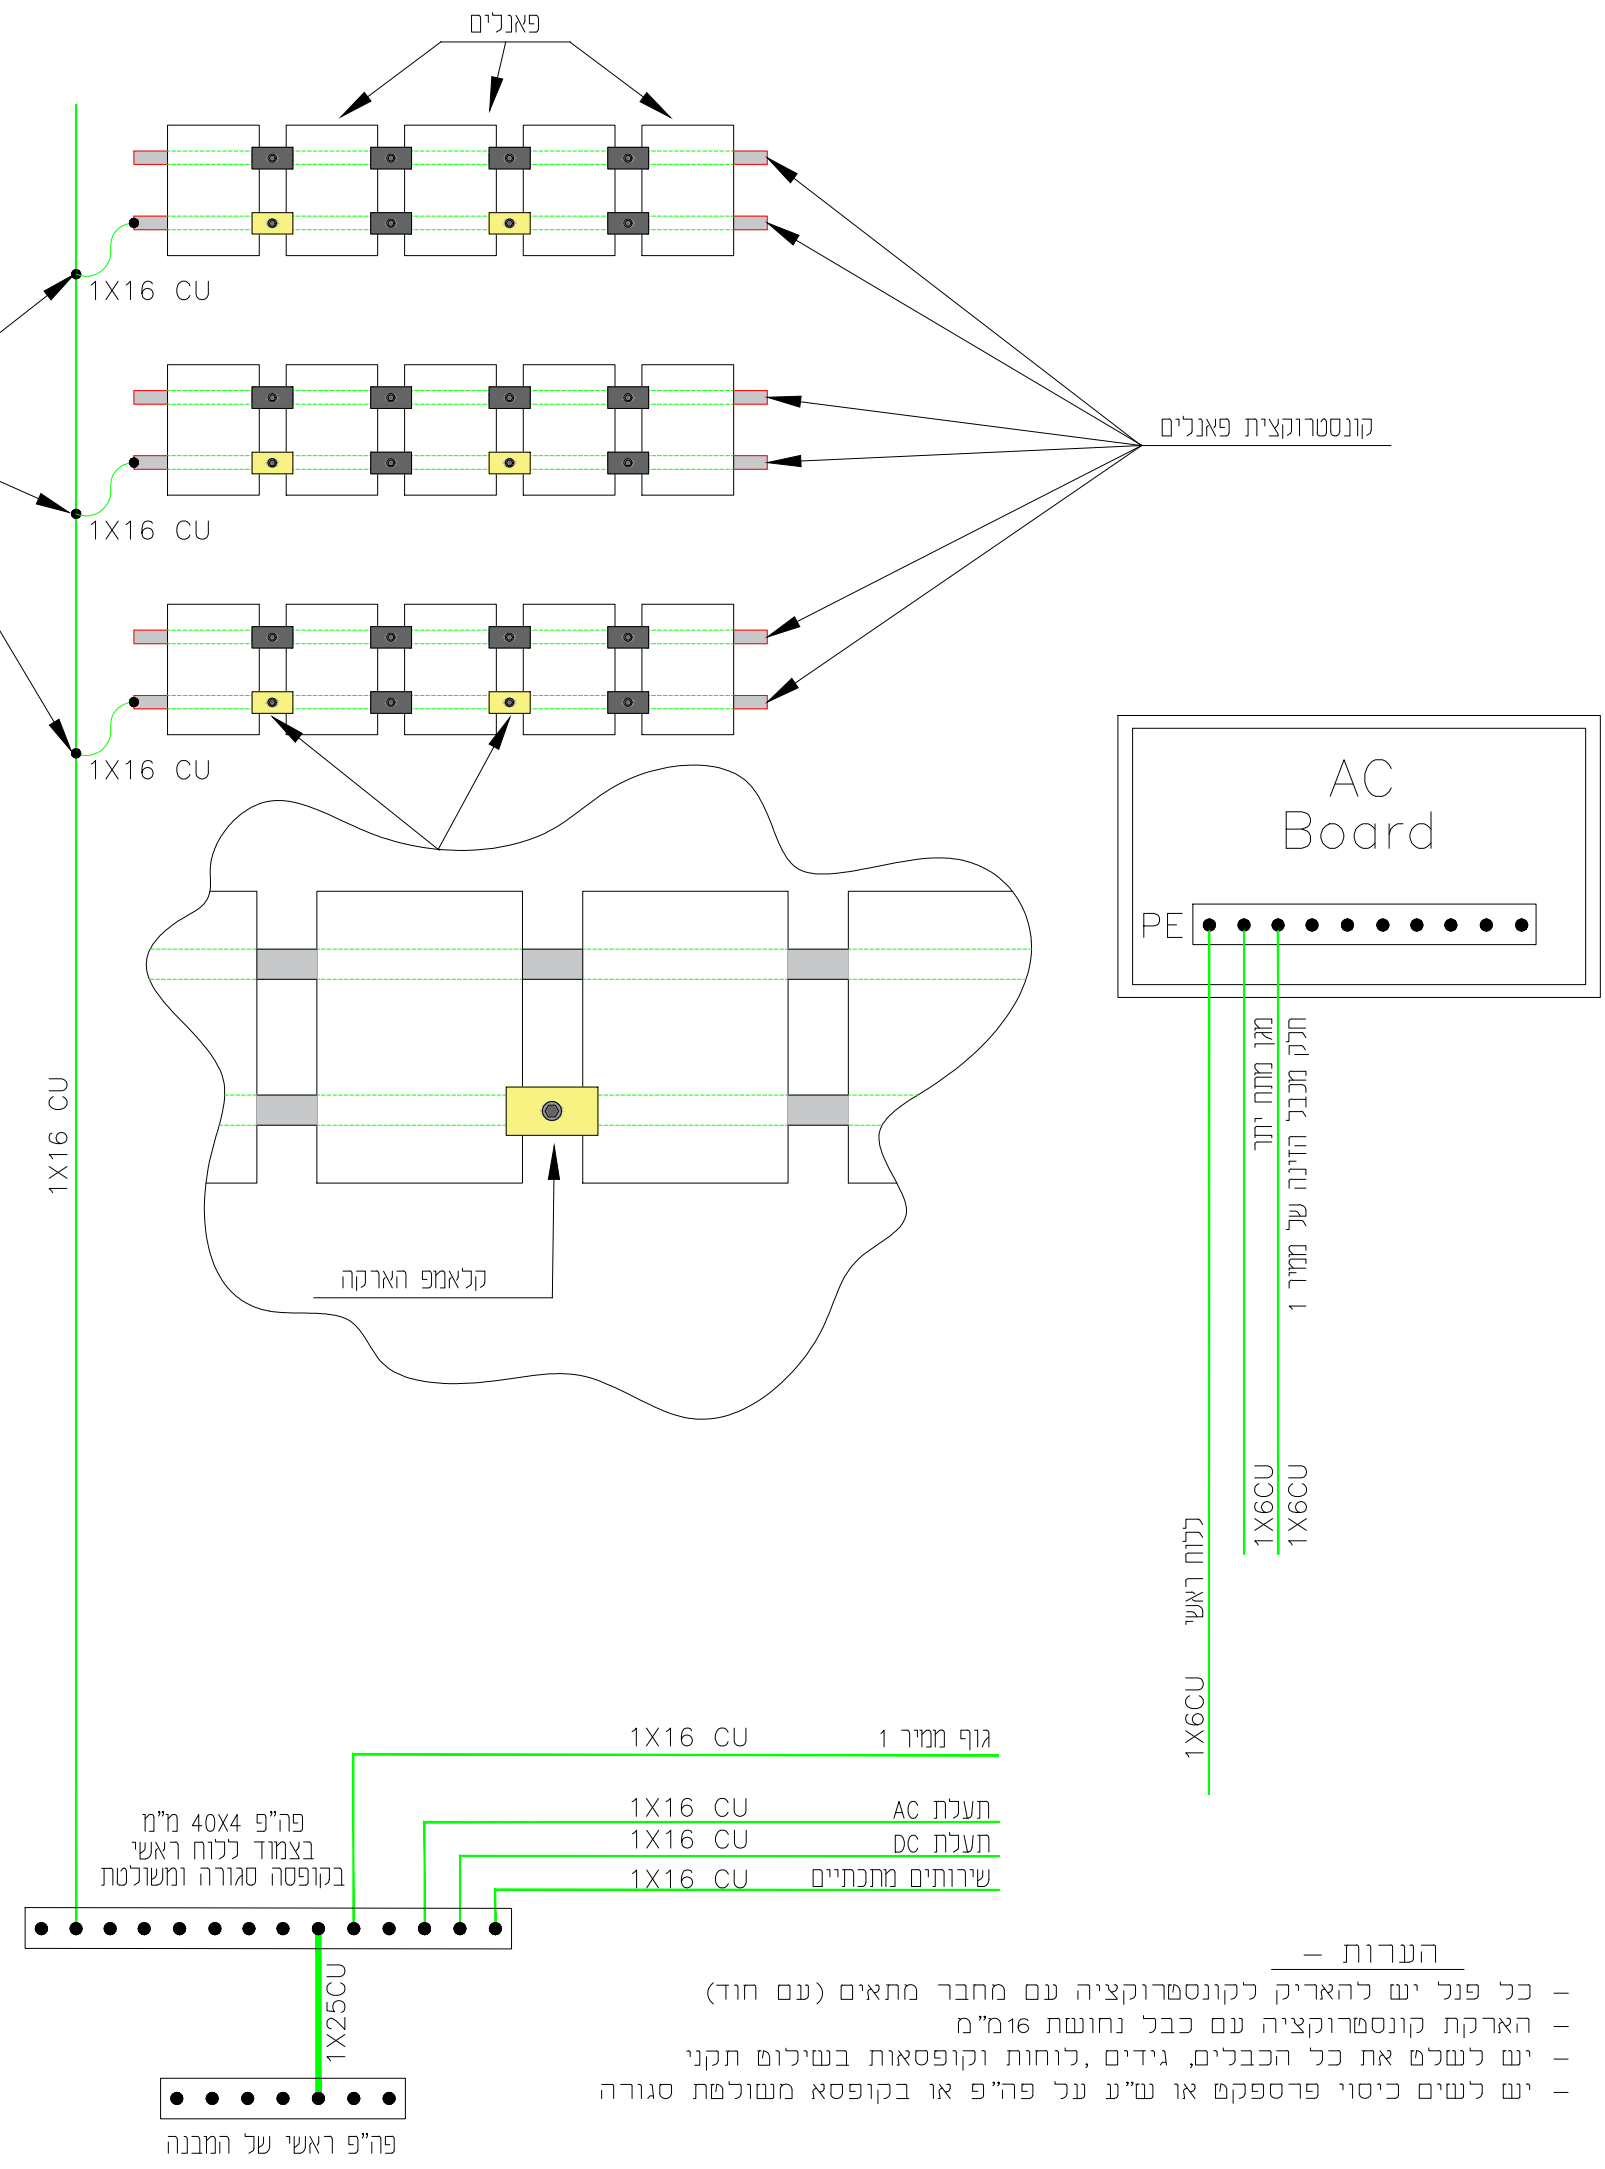 פאנלים
1X16 CU
קונסטרוקצית פאנלים
1X16 CU
1X16 CU
AC
Board
PE
מגן מתח יתר
חלק מכבל הזינה של ממיר 1
1X16 CU
קלאמפ הארקה
1X6CU
1X6CU
ללוח ראשי
1X6CU
1X16 CU גוף ממיר 1
1X16 CU תעלת AC
1X16 CU תעלת DC
1X16 CU שירותים מתכתיים
פה"פ 40X4 מ"מ
בצמוד ללוח ראשי
בקופסה סגורה ומשולטת
1X25CU
פה"פ ראשי של המבנה
הערות –
– כל פנל יש להאריק לקונסטרוקציה עם מחבר מתאים (עם חוד)
– הארקת קונסטרוקציה עם כבל נחושת 16מ"מ
– יש לשלט את כל הכבלים, גידים ,לוחות וקופסאות בשילוט תקני
– יש לשים כיסוי פרספקט או ש"ע על פה"פ או בקופסא משולטת סגורה